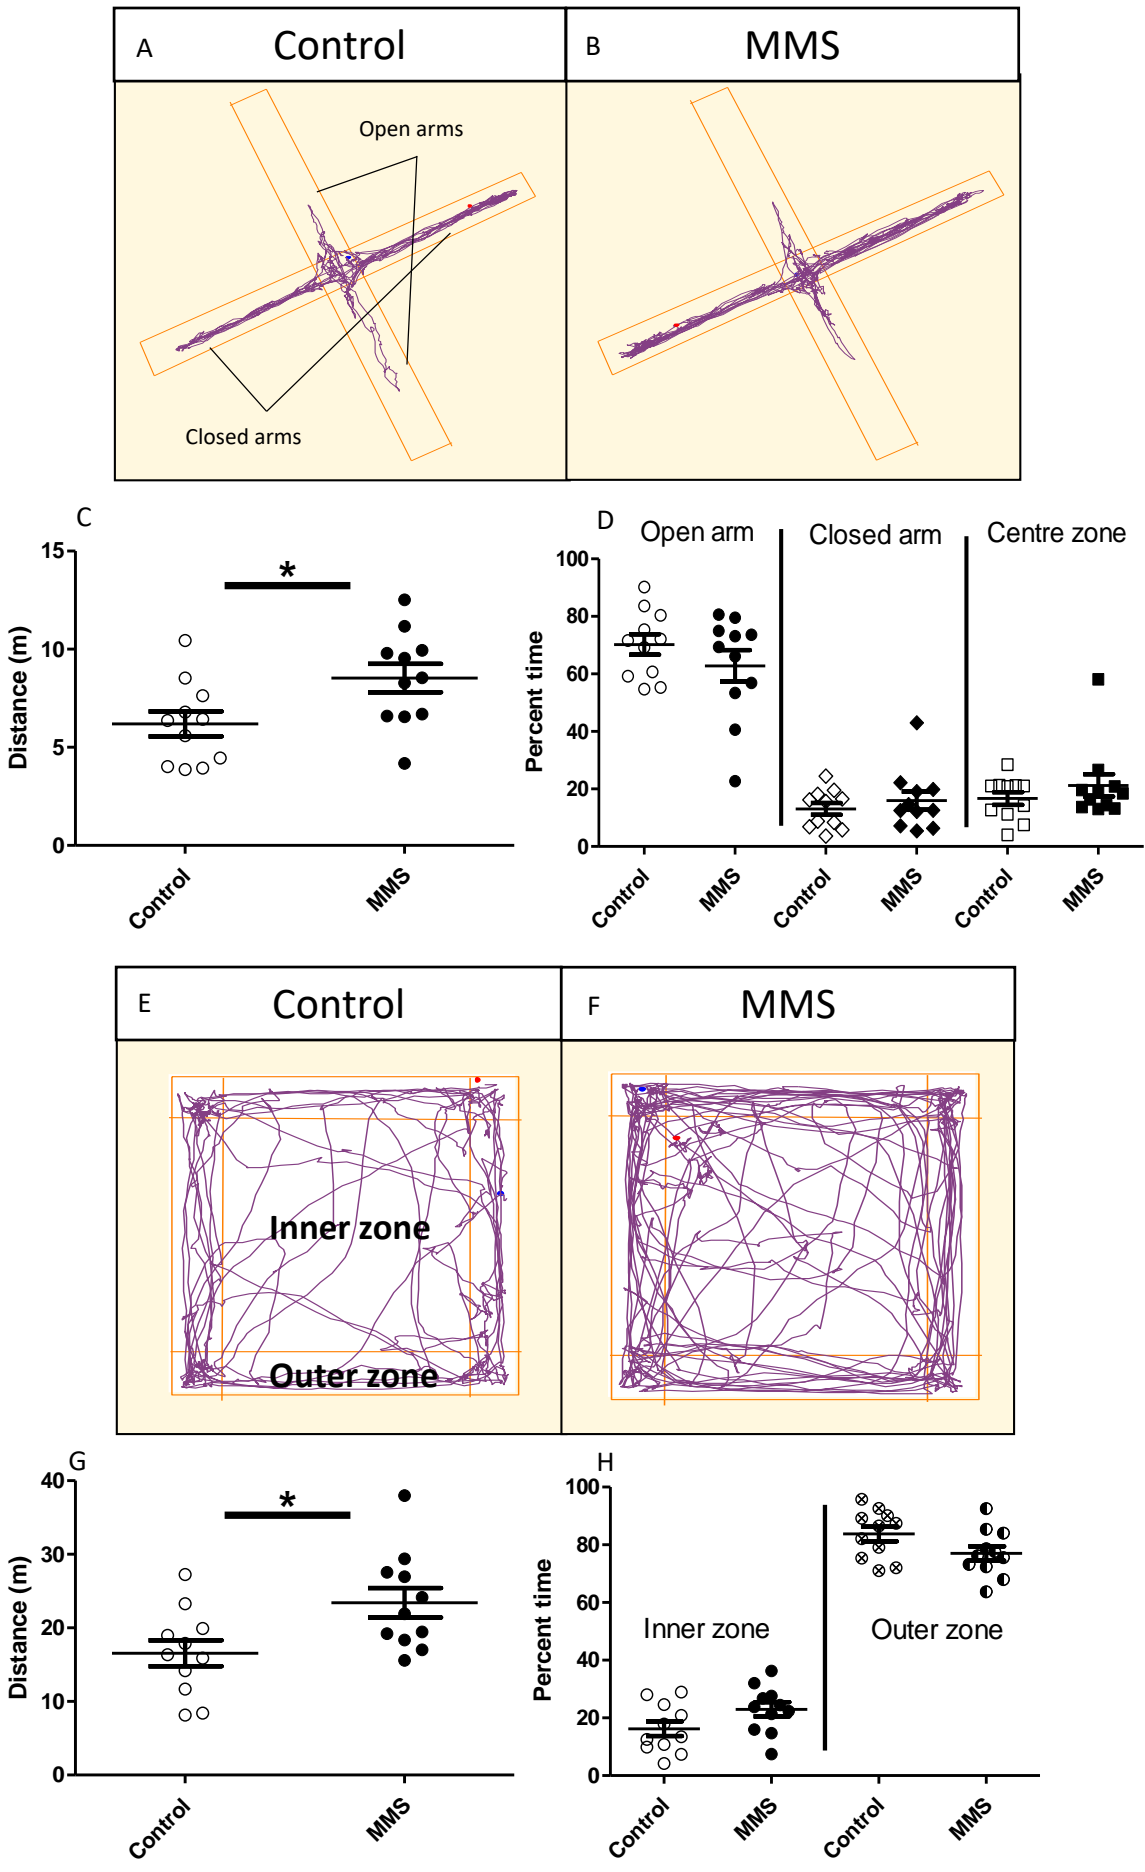 A Control B MMS
Open arms
Closed arms
C
15
10
5
0
Distance (m)
*
Control MMS
D
Open arm Closed arm Centre zone
100
80
60
40
20
0
Percent time
Control MMS Control MMS Control MMS
E Control F MMS
Inner zone
Outer zone
G
40
30
20
10
0
Distance (m)
*
Control MMS
H
100
80
60
40
20
0
Percent time
Inner zone Outer zone
Control MMS Control MMS